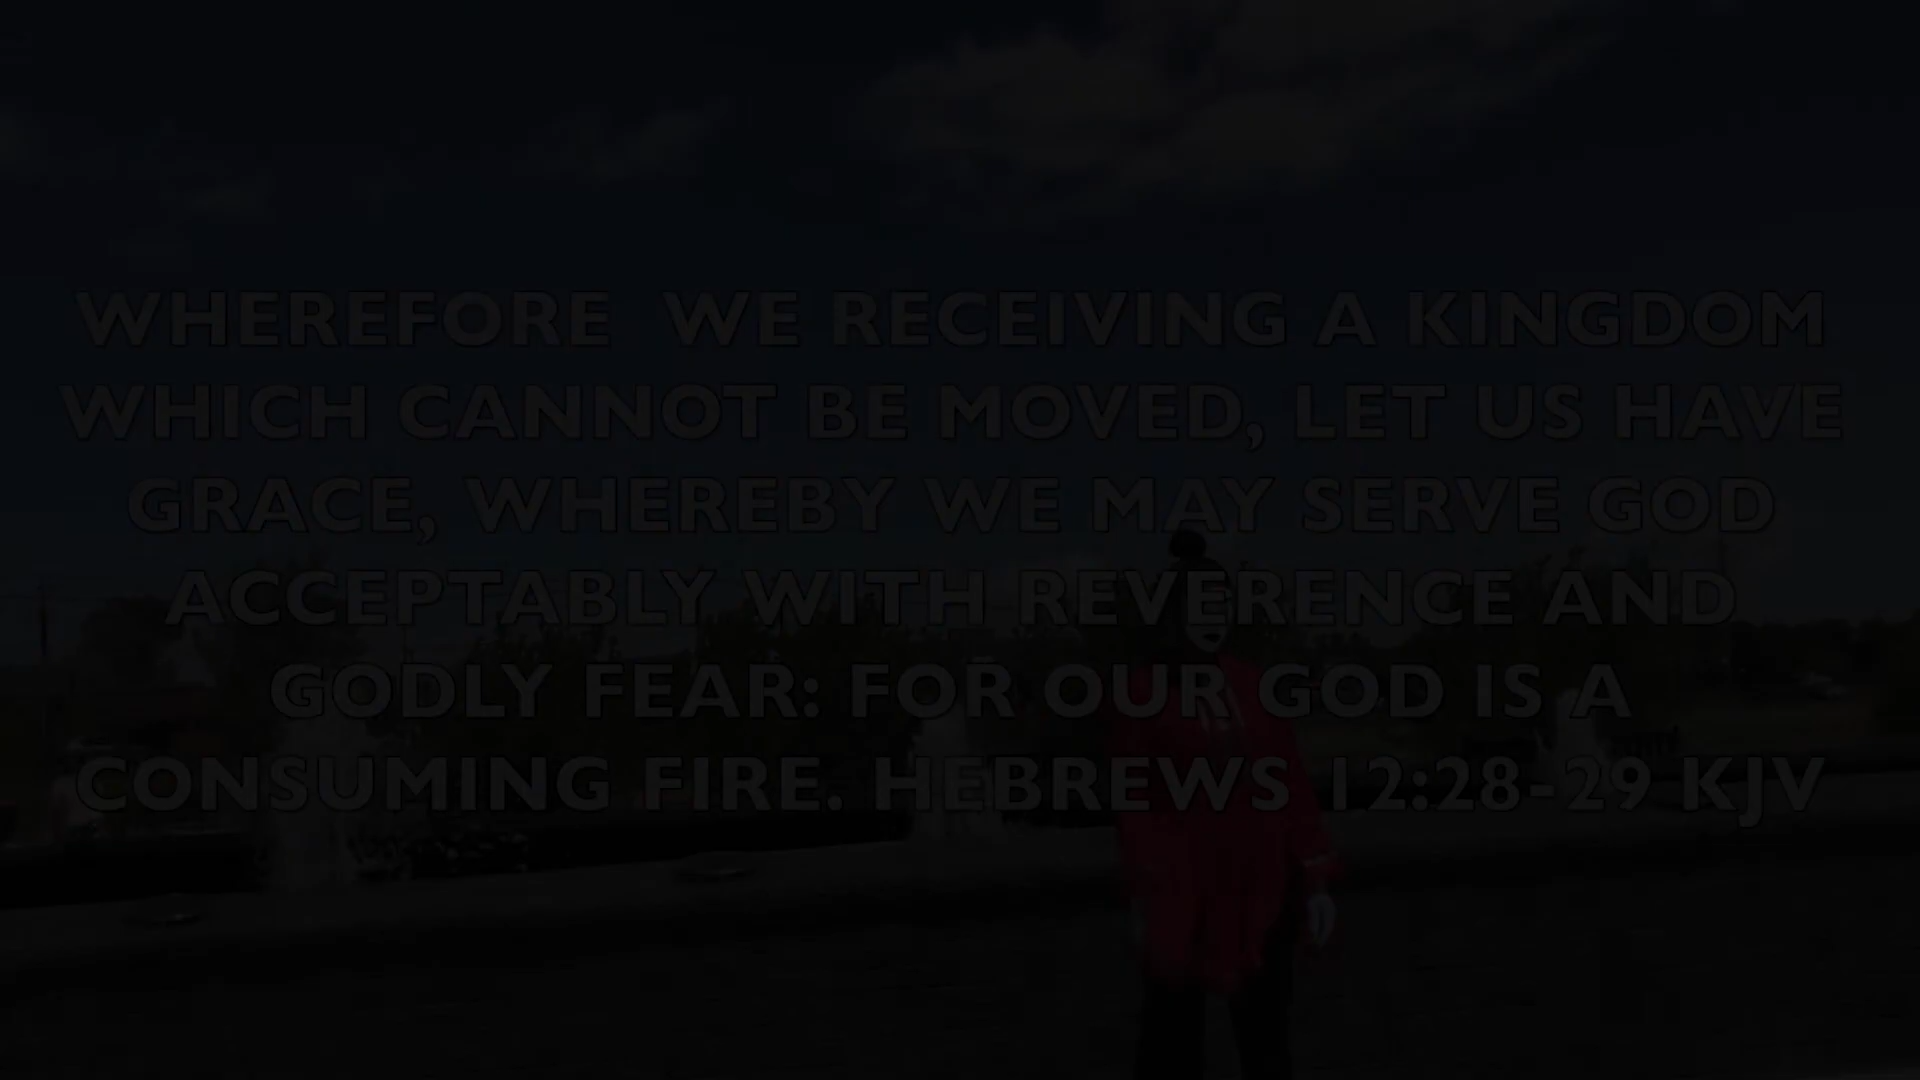 WHEREFORE  WE RECEIVING A KINGDOM
WHICH CANNOT BE MOVED, LET US HAVE
GRACE, WHEREBY WE MAY SERVE GOD
ACCEPTABLY WITH REVERENCE AND
GODLY FEAR: FOR OUR GOD IS A
CONSUMING FIRE. HEBREWS 12:28-29 KJV